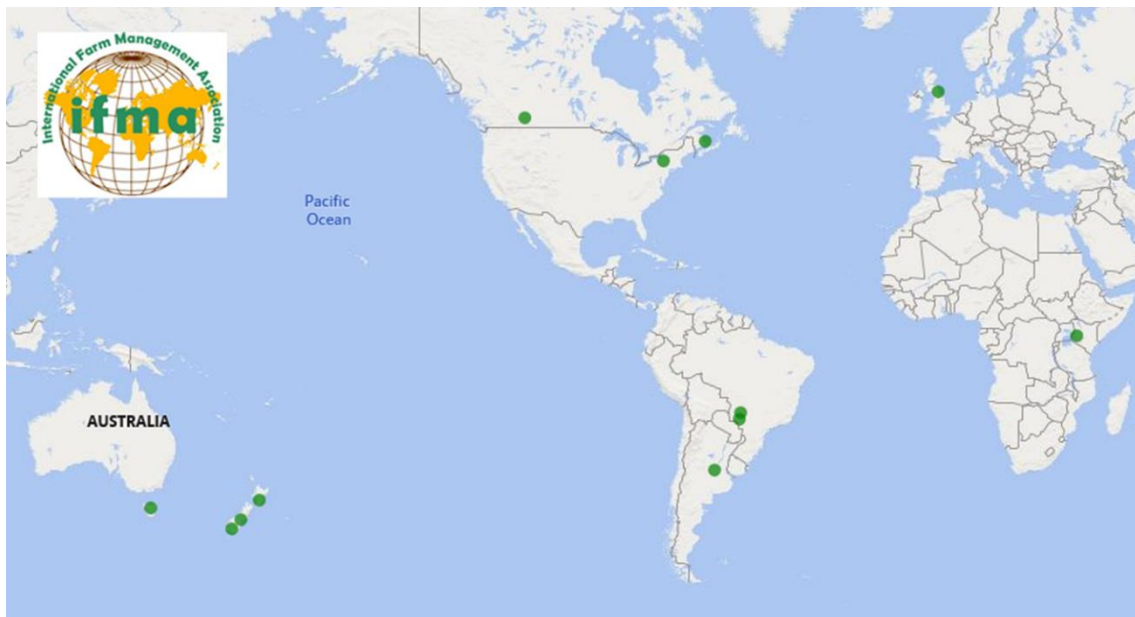 International Farm Management Association
ifma
Pacific
Ocean
AUSTRALIA